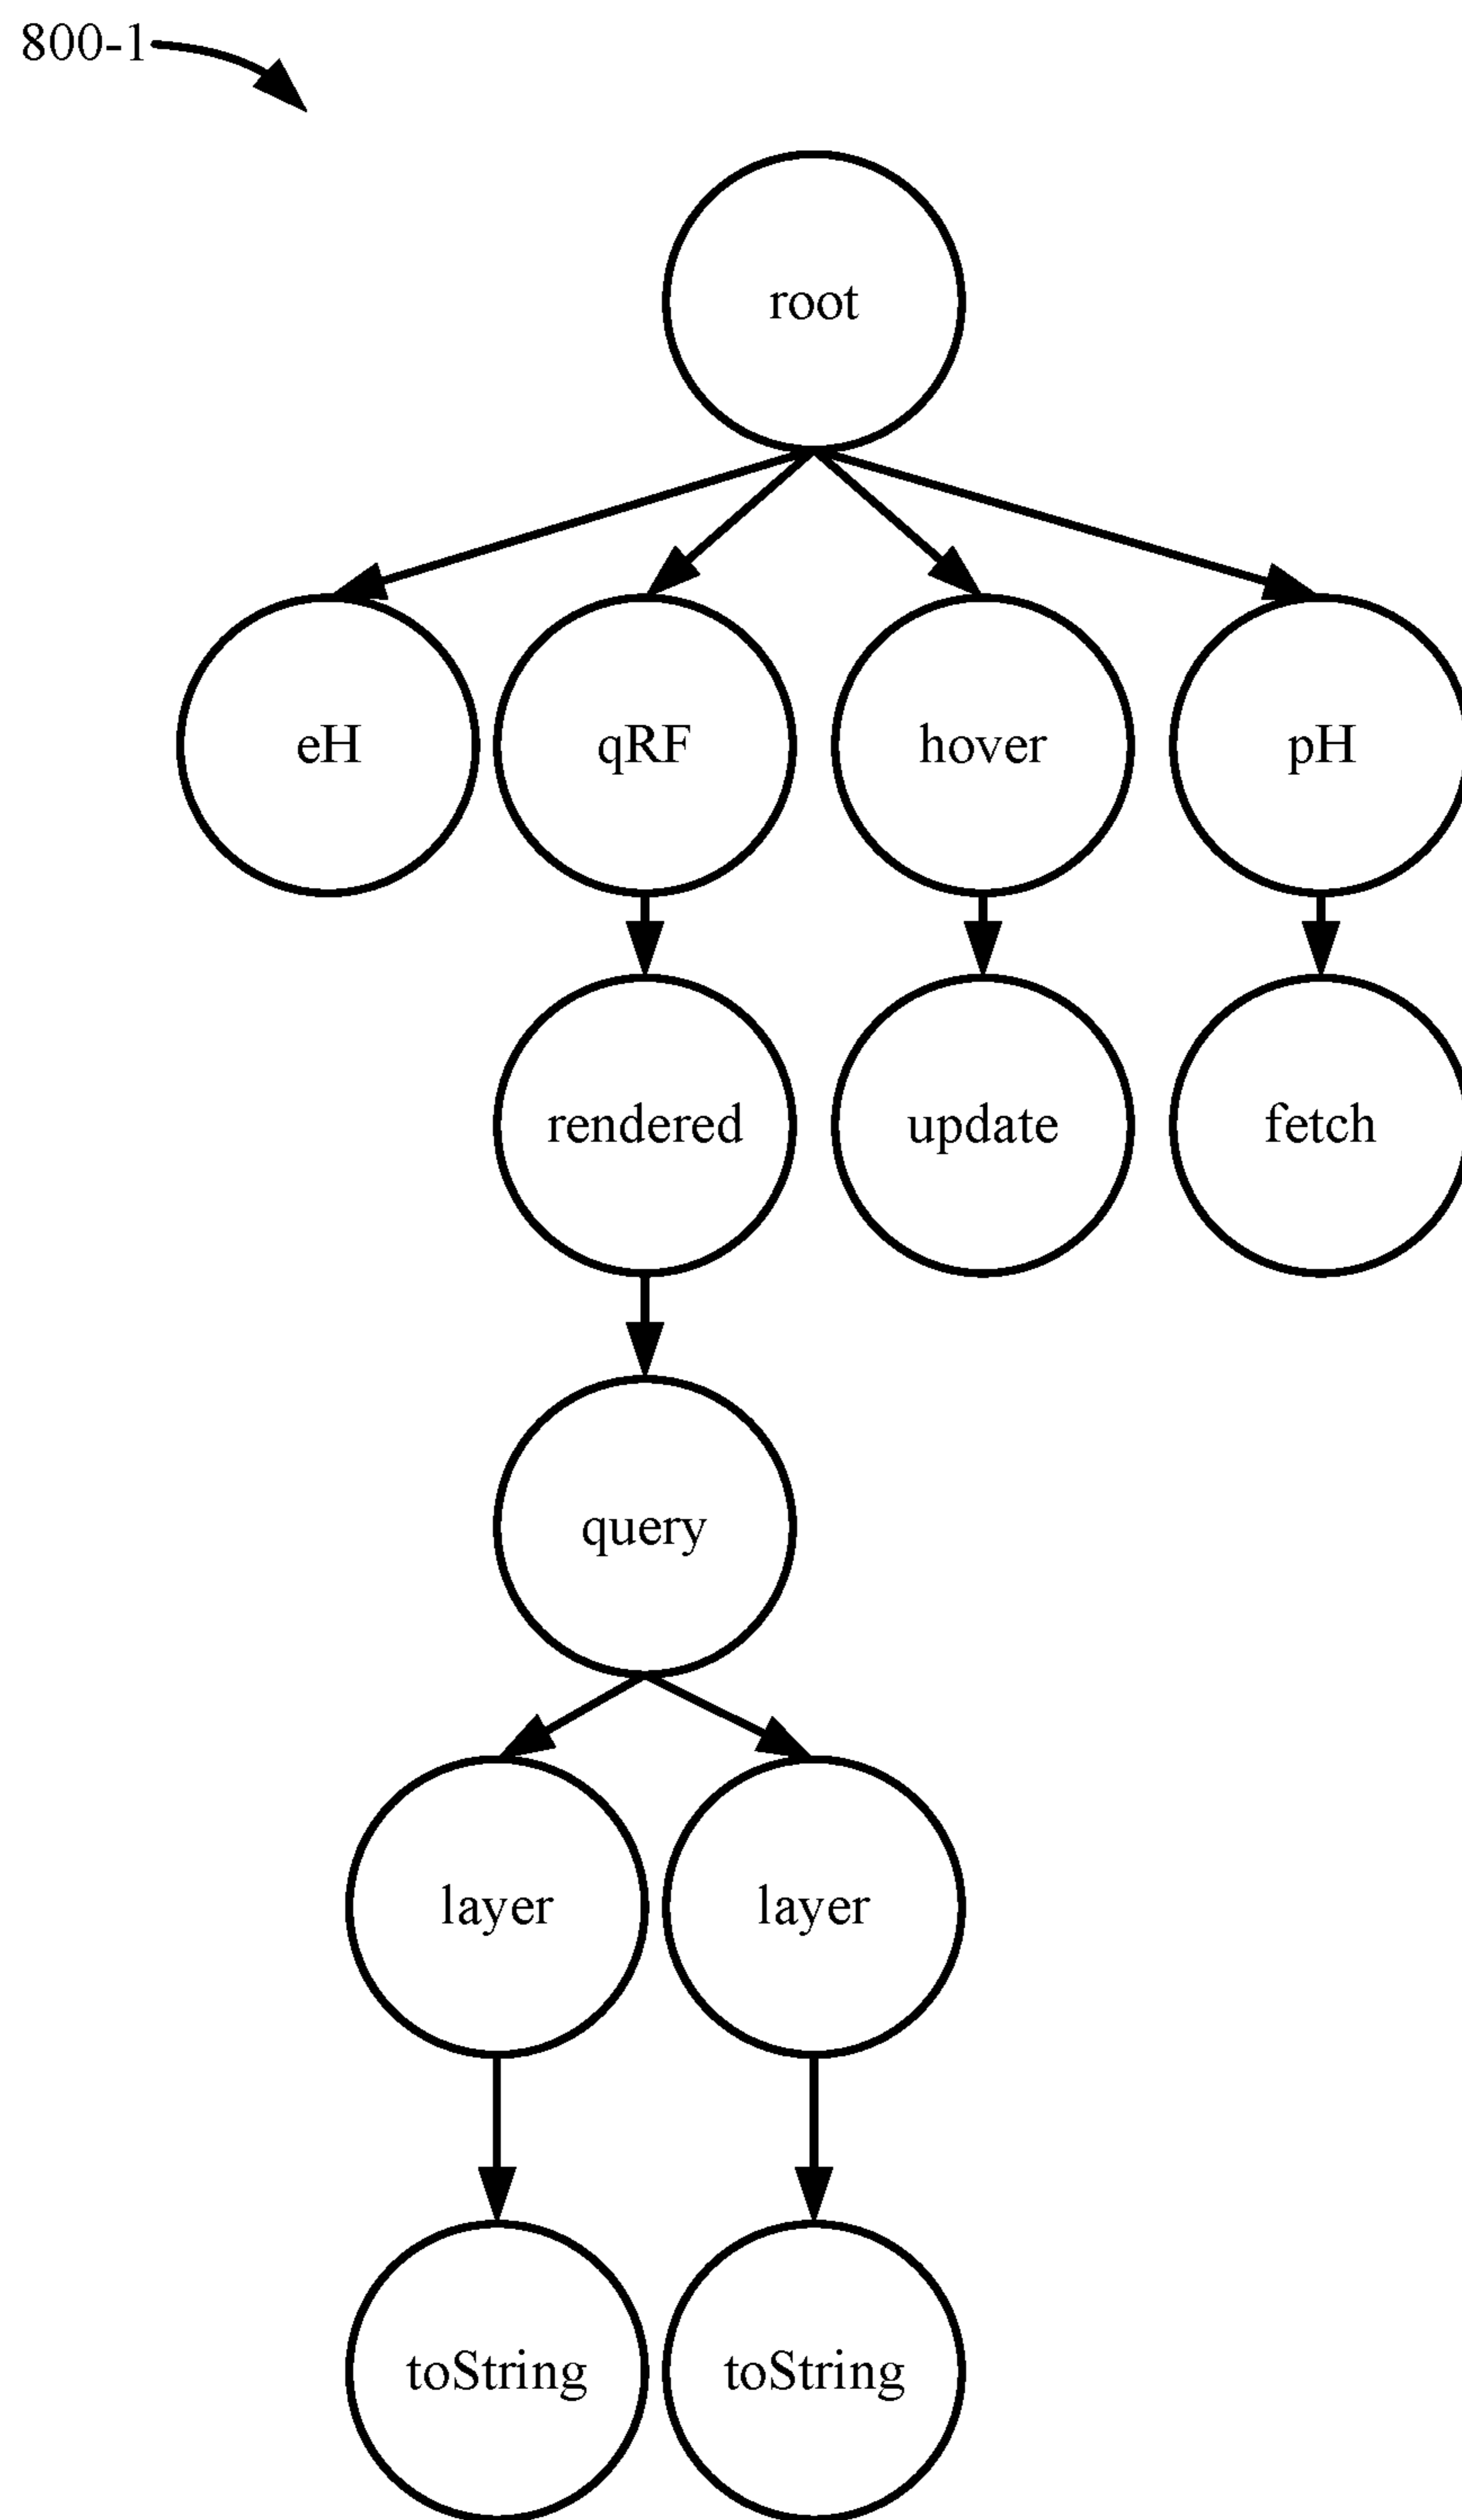 800-1
root
eH
qRF
hover
pH
rendered
update
fetch
query
layer
layer
toString
toString